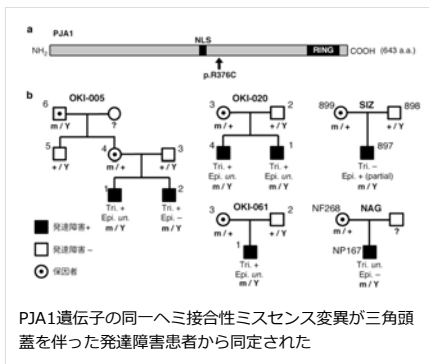 a PJA1
NLS
NH2 RING COOH (643 a.a.)
p.R376C
b OKI-005 OKI-020 SIZ
6 m / Y ?
3 m / + 2 + / Y
899 m / + 898 + / Y
5 + / Y 4 m / + 3 + / Y
4 Tri. + Epi. un. m / Y
1 Tri. + Epi. un. m / Y
897 Tri. − Epi. + (partial) m / Y
1 Tri. + Epi. un. m / Y
2 Tri. + Epi. − m / Y
OKI-061 NAG
3 m / + 2 + / Y
NF268 m / + ?
1 Tri. + Epi. un. m / Y
NP167 Tri. un. Epi. − m / Y
発達障害+
発達障害−
保因者
PJA1遺伝子の同一ヘミ接合性ミスセンス変異が三角頭
蓋を伴った発達障害患者から同定された